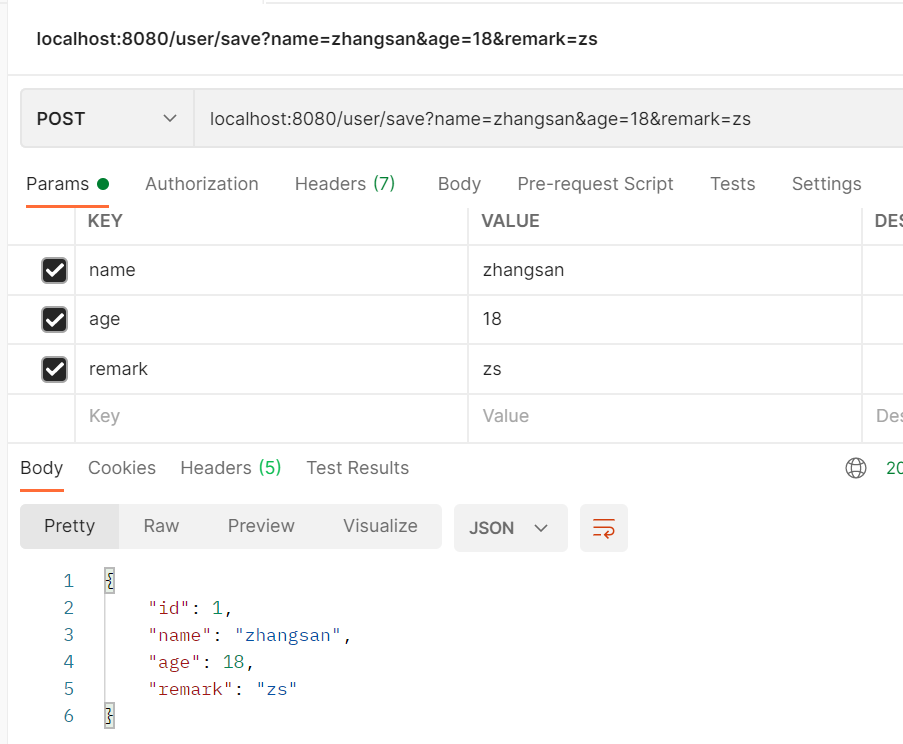 localhost:8080/user/save?name=zhangsan&age=18&remark=zs
POST localhost:8080/user/save?name=zhangsan&age=18&remark=zs
Params Authorization Headers (7) Body Pre-request Script Tests Settings
KEY VALUE DES
name zhangsan
age 18
remark zs
Key Value Des
Body Cookies Headers (5) Test Results 20
Pretty Raw Preview Visualize JSON
1 {
2 "id": 1,
3 "name": "zhangsan",
4 "age": 18,
5 "remark": "zs"
6 }